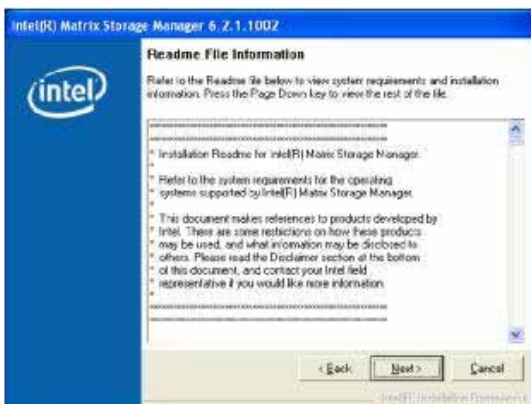 Intel(R) Matrix Storage Manager 6.2.1.1002
intel
Readme File Information
Refer to the Readme file below to view system requirements and installation
information. Press the Page Down key to view the rest of the file.
* Installation Readme for Intel(R) Matrix Storage Manager.
*
* Refer to the system requirements for the operating
* systems supported by Intel(R) Matrix Storage Manager.
*
* This document makes references to products developed by
* Intel. There are some restrictions on how these products
* may be used, and what information may be disclosed to
* others. Please read the Disclaimer section at the bottom
* of this document, and contact your Intel field
* representative if you would like more information.
*
< Back
Next >
Cancel
Intel(R) Installation Framework